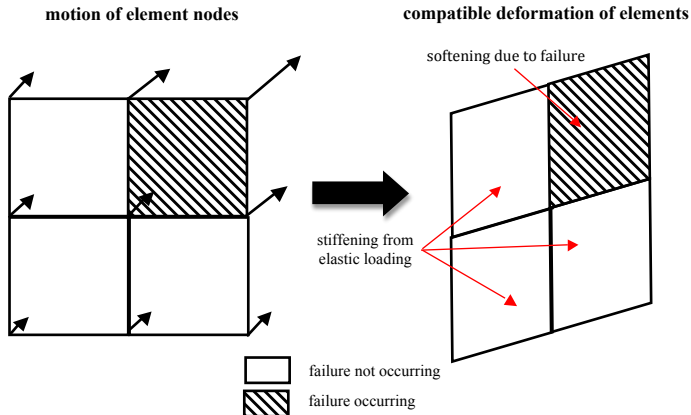 motion of element nodes
compatible deformation of elements
softening due to failure
stiffening from
elastic loading
failure not occurring
failure occurring